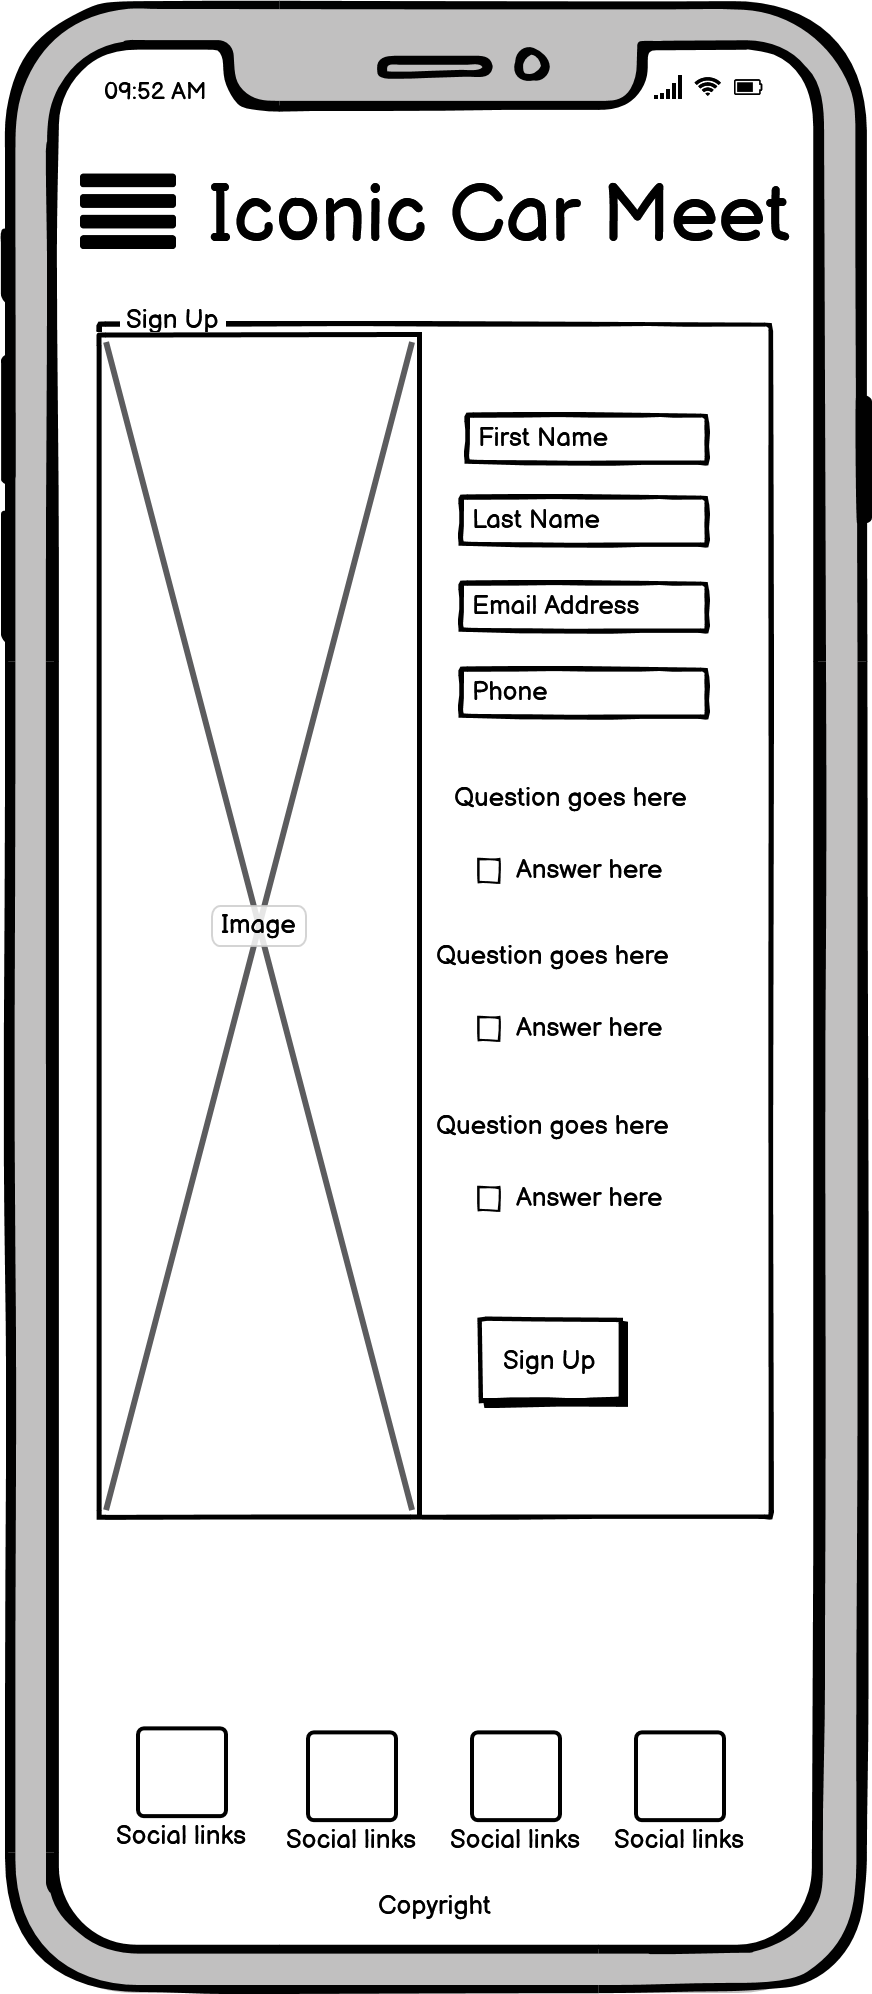 09:52 AM
Iconic Car Meet
Sign Up
First Name
Last Name
Email Address
Phone
Question goes here
Answer here
Image
Question goes here
Answer here
Question goes here
Answer here
Sign Up
Social links
Social links
Social links
Social links
Copyright